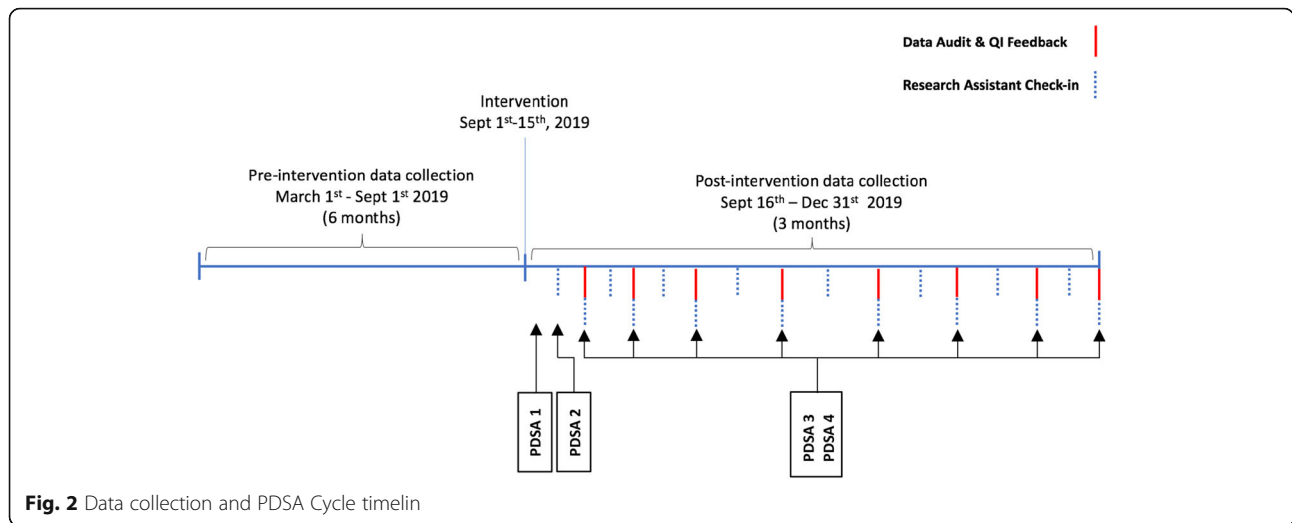 Data Audit & QI Feedback
Research Assistant Check-in
Intervention
Sept 1st-15th, 2019
Pre-intervention data collection
March 1st - Sept 1st 2019
(6 months)
Post-intervention data collection
Sept 16th – Dec 31st 2019
(3 months)
PDSA 1
PDSA 2
PDSA 3
PDSA 4
Fig. 2 Data collection and PDSA Cycle timelin